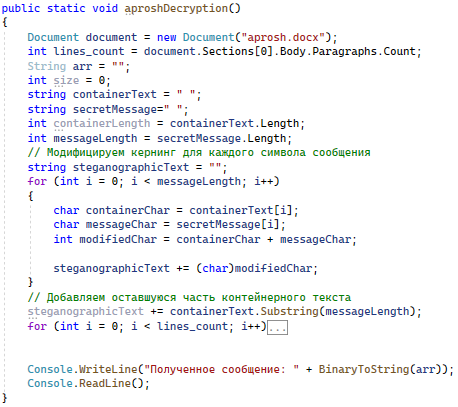 public static void aproshDecryption()
{
Document document = new Document("aprosh.docx");
int lines_count = document.Sections[0].Body.Paragraphs.Count;
String arr = "";
int size = 0;
string containerText = " ";
string secretMessage=" ";
int containerLength = containerText.Length;
int messageLength = secretMessage.Length;
// Модифицируем кернинг для каждого символа сообщения
string steganographicText = "";
for (int i = 0; i < messageLength; i++)
{
char containerChar = containerText[i];
char messageChar = secretMessage[i];
int modifiedChar = containerChar + messageChar;
steganographicText += (char)modifiedChar;
}
// Добавляем оставшуюся часть контейнерного текста
steganographicText += containerText.Substring(messageLength);
for (int i = 0; i < lines_count; i++)...
Console.WriteLine("Полученное сообщение: " + BinaryToString(arr));
Console.ReadLine();
}